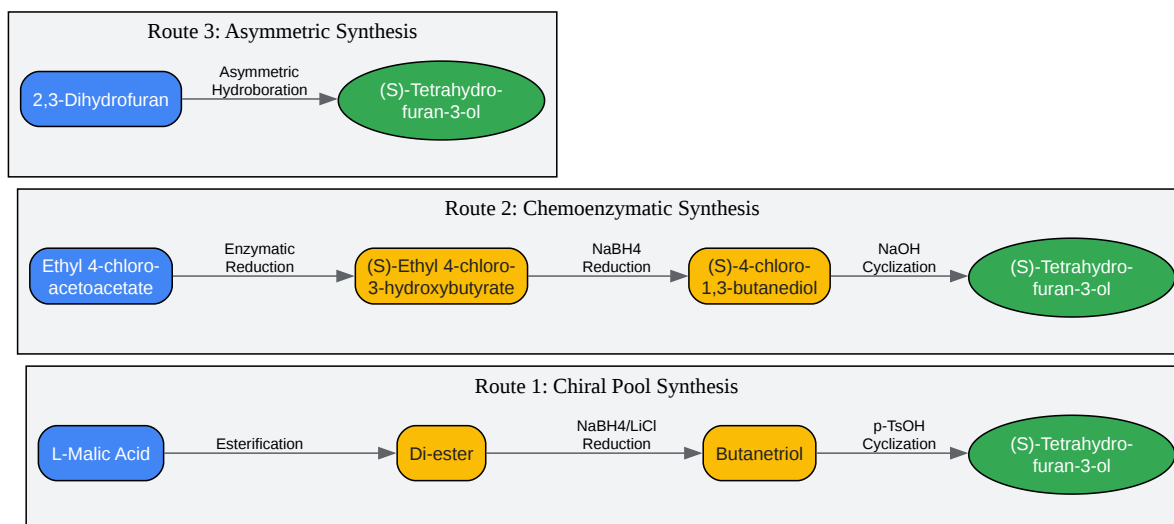 Route 3: Asymmetric Synthesis
2,3-Dihydrofuran
Asymmetric
Hydroboration
(S)-Tetrahydro-
furan-3-ol
Route 2: Chemoenzymatic Synthesis
Ethyl 4-chloro-
acetoacetate
Enzymatic
Reduction
(S)-Ethyl 4-chloro-
3-hydroxybutyrate
NaBH4
Reduction
(S)-4-chloro-
1,3-butanediol
NaOH
Cyclization
(S)-Tetrahydro-
furan-3-ol
Route 1: Chiral Pool Synthesis
L-Malic Acid
Esterification
Di-ester
NaBH4/LiCl
Reduction
Butanetriol
p-TsOH
Cyclization
(S)-Tetrahydro-
furan-3-ol